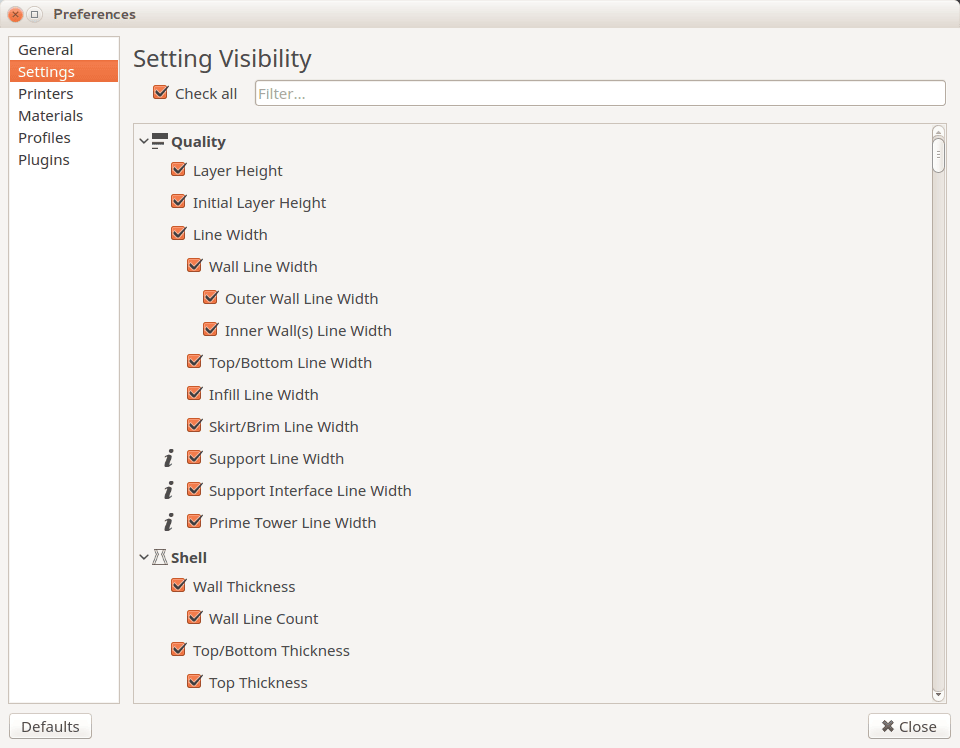 Preferences
General
Settings
Printers
Materials
Profiles
Plugins
Setting Visibility
Check all
Filter...
Quality
Layer Height
Initial Layer Height
Line Width
Wall Line Width
Outer Wall Line Width
Inner Wall(s) Line Width
Top/Bottom Line Width
Infill Line Width
Skirt/Brim Line Width
i Support Line Width
i Support Interface Line Width
i Prime Tower Line Width
Shell
Wall Thickness
Wall Line Count
Top/Bottom Thickness
Top Thickness
Defaults
Close